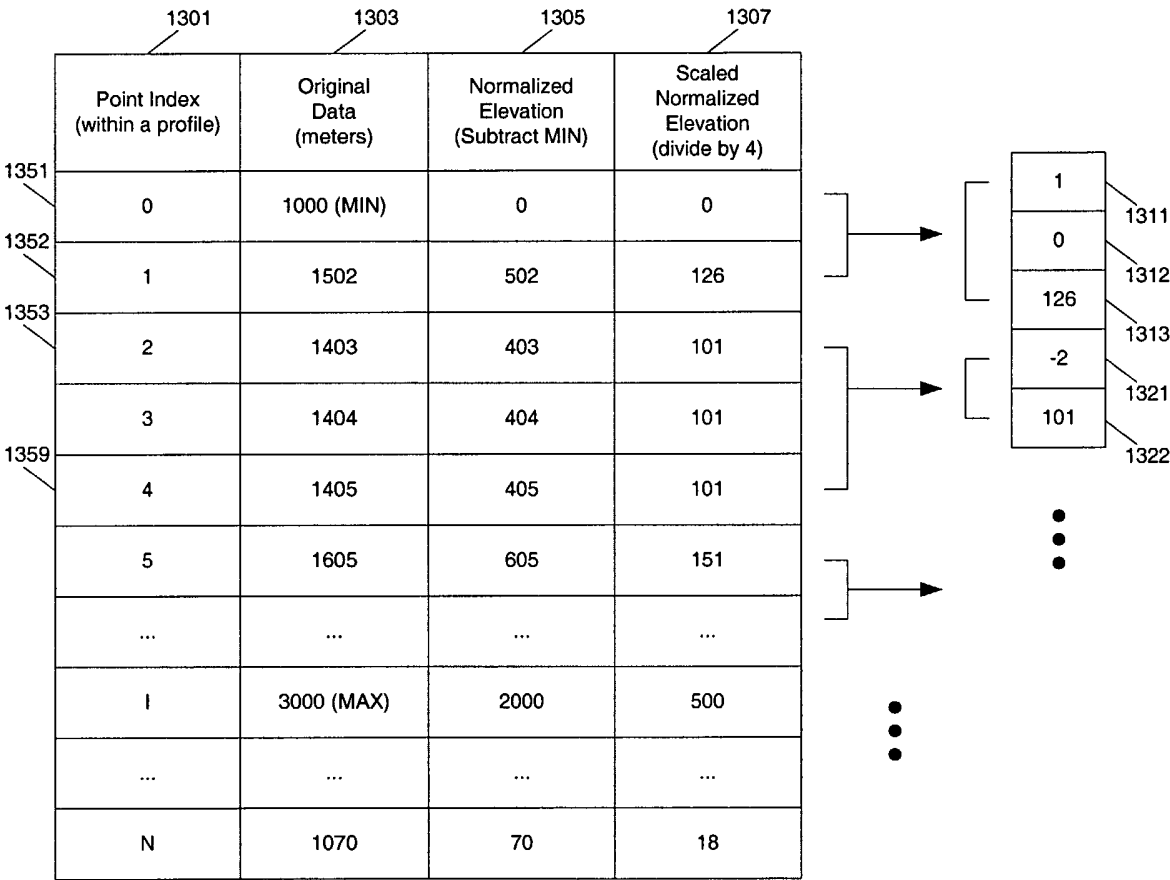 1301 1303 1305 1307
Point Index
(within a profile)
Original
Data
(meters)
Normalized
Elevation
(Subtract MIN)
Scaled
Normalized
Elevation
(divide by 4)
1351
0 1000 (MIN) 0 0
1352
1 1502 502 126
1353
2 1403 403 101
3 1404 404 101
1359
4 1405 405 101
5 1605 605 151
... ... ... ...
I 3000 (MAX) 2000 500
... ... ... ...
N 1070 70 18
1
1311
0
1312
126
1313
-2
1321
101
1322